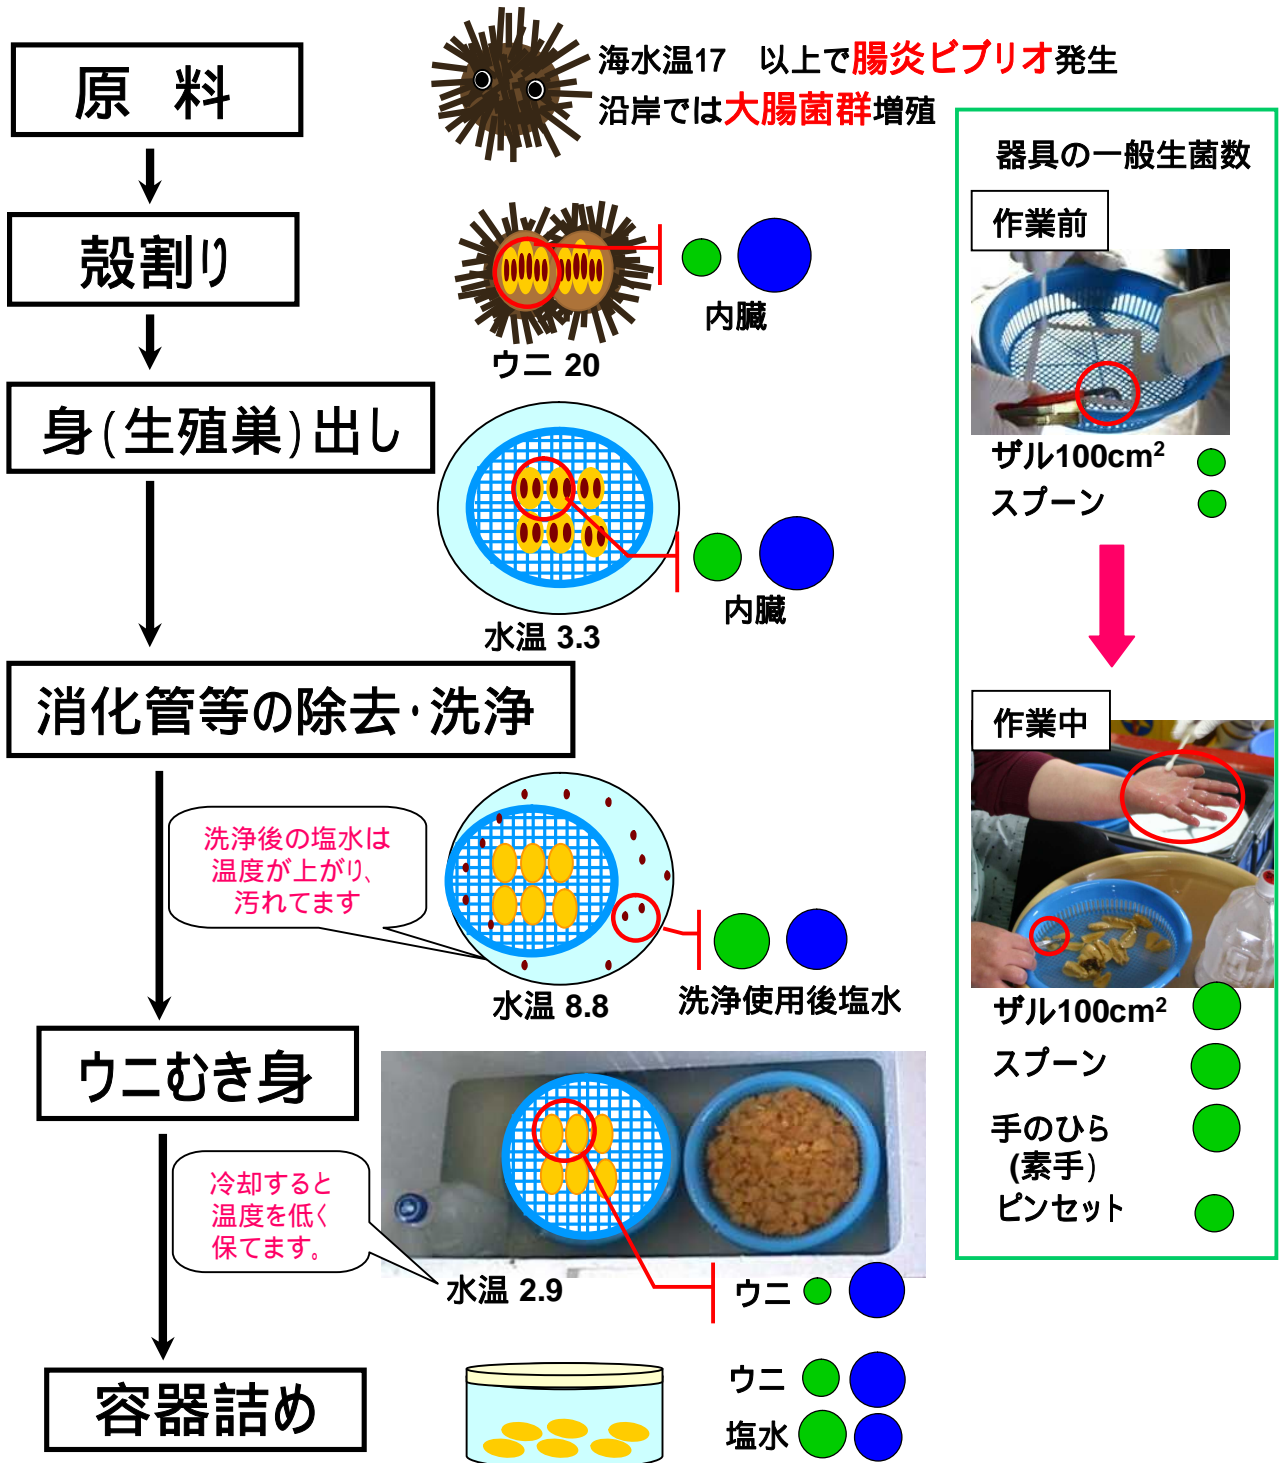 原　料
海水温17　以上で腸炎ビブリオ発生
沿岸では大腸菌群増殖
殻割り
内臓
ウニ 20
身(生殖巣)出し
内臓
水温 3.3
消化管等の除去・洗浄
洗浄後の塩水は
温度が上がり、
汚れてます
水温 8.8
洗浄使用後塩水
ウニむき身
冷却すると
温度を低く
保てます。
水温 2.9
ウニ
容器詰め
ウニ
塩水
器具の一般生菌数
作業前
ザル100cm²
スプーン
作業中
ザル100cm²
スプーン
手のひら
(素手)
ピンセット